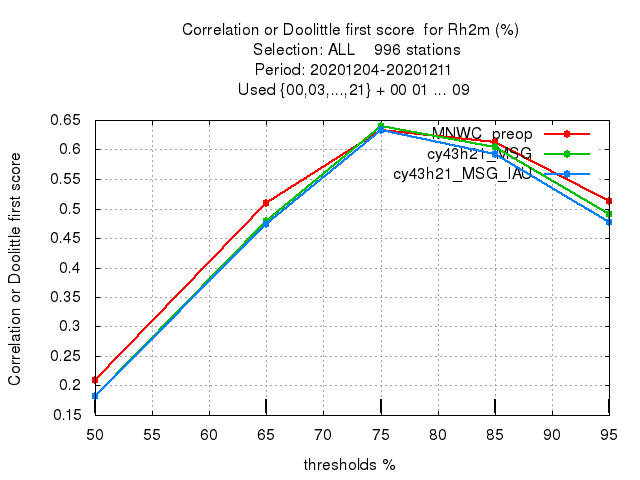 Correlation or Doolittle first score  for Rh2m (%)
Selection: ALL    996 stations
Period: 20201204-20201211
Used {00,03,...,21} + 00 01 ... 09
Correlation or Doolittle first score
0.65
0.6
0.55
0.5
0.45
0.4
0.35
0.3
0.25
0.2
0.15
MNWC_preop
cy43h21_MSG
cy43h21_MSG_IAS
50 55 60 65 70 75 80 85 90 95
thresholds %